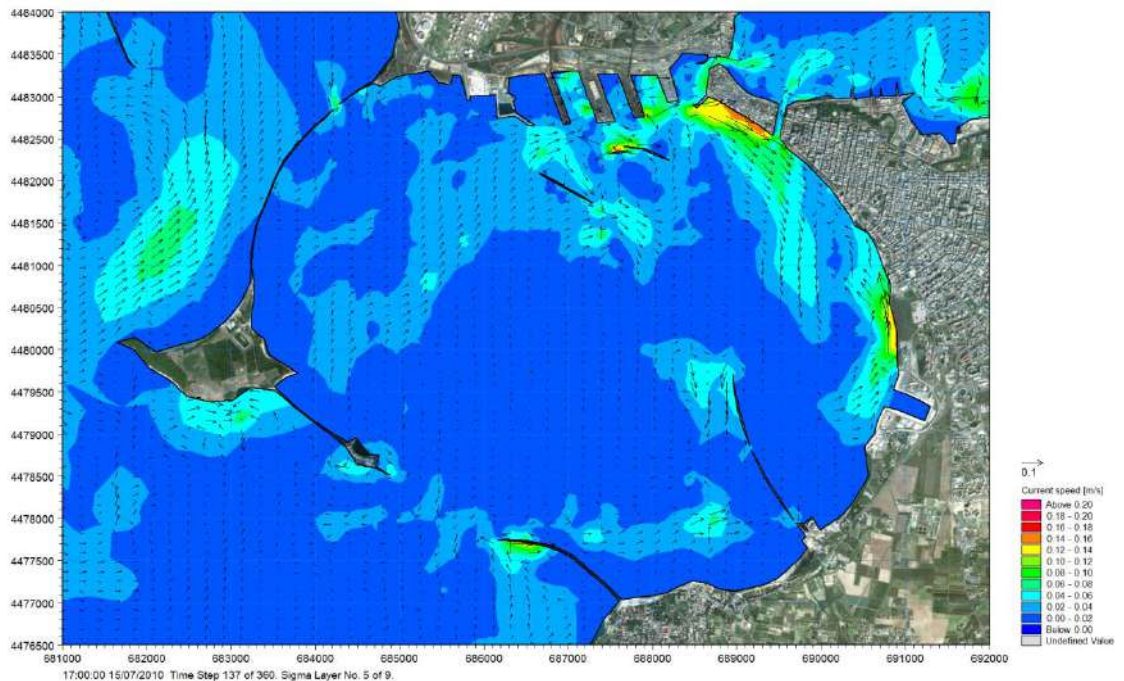 4484000
4483500
4483000
4482500
4482000
4481500
4481000
4480500
4480000
4479500
4479000
4478500
4478000
4477500
4477000
4476500
681000 682000 683000 684000 685000 686000 687000 688000 689000 690000 691000 692000
17:00:00 15/07/2010 Time Step 137 of 360. Sigma Layer No. 5 of 9.
0.1
Current speed [m/s]
Above 0.20
0.18 - 0.20
0.16 - 0.18
0.14 - 0.16
0.12 - 0.14
0.10 - 0.12
0.08 - 0.10
0.06 - 0.08
0.04 - 0.06
0.02 - 0.04
0.00 - 0.02
Below 0.00
Undefined Value